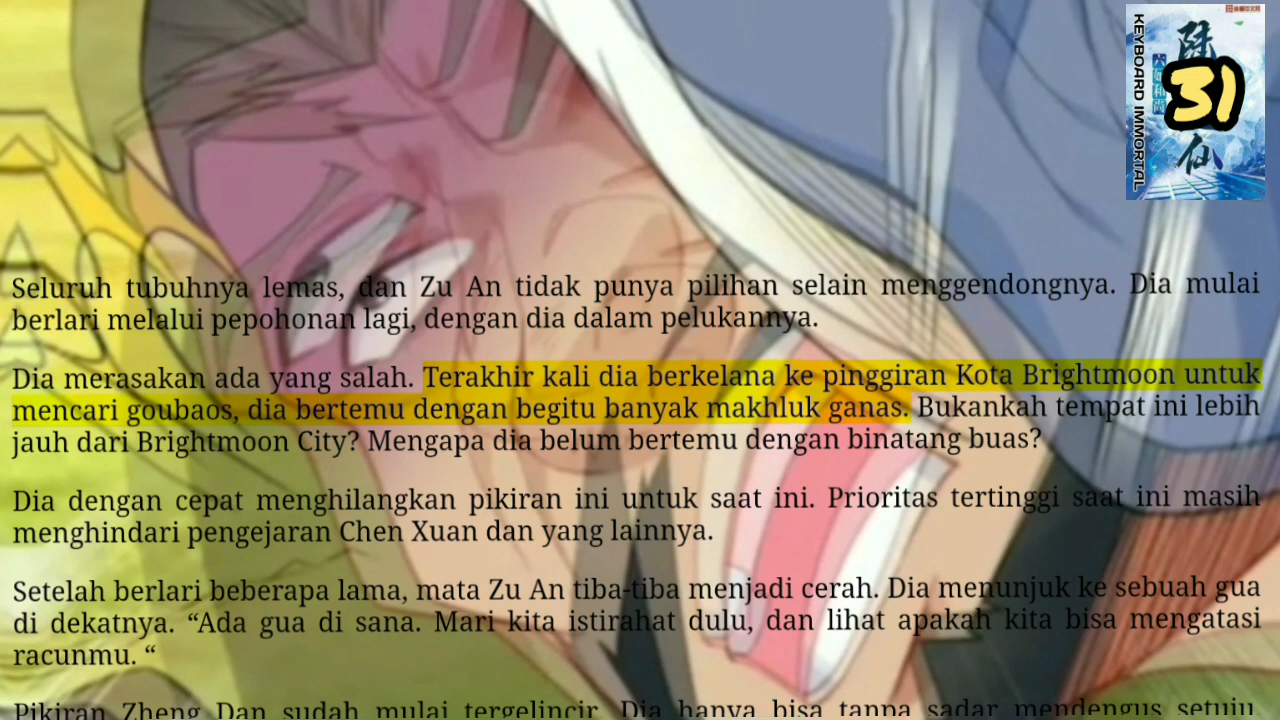 KEYBOARD IMMORTAL
31
仙
Seluruh tubuhnya lemas, dan Zu An tidak punya pilihan selain menggendongnya. Dia mulai
berlari melalui pepohonan lagi, dengan dia dalam pelukannya.
Dia merasakan ada yang salah. Terakhir kali dia berkelana ke pinggiran Kota Brightmoon untuk
mencari goubaos, dia bertemu dengan begitu banyak makhluk ganas. Bukankah tempat ini lebih
jauh dari Brightmoon City? Mengapa dia belum bertemu dengan binatang buas?
Dia dengan cepat menghilangkan pikiran ini untuk saat ini. Prioritas tertinggi saat ini masih
menghindari pengejaran Chen Xuan dan yang lainnya.
Setelah berlari beberapa lama, mata Zu An tiba-tiba menjadi cerah. Dia menunjuk ke sebuah gua
di dekatnya. “Ada gua di sana. Mari kita istirahat dulu, dan lihat apakah kita bisa mengatasi
racunmu. “
Pikiran Zheng Dan sudah mulai tergelincir. Dia hanya bisa tanpa sadar mendengus setuju.